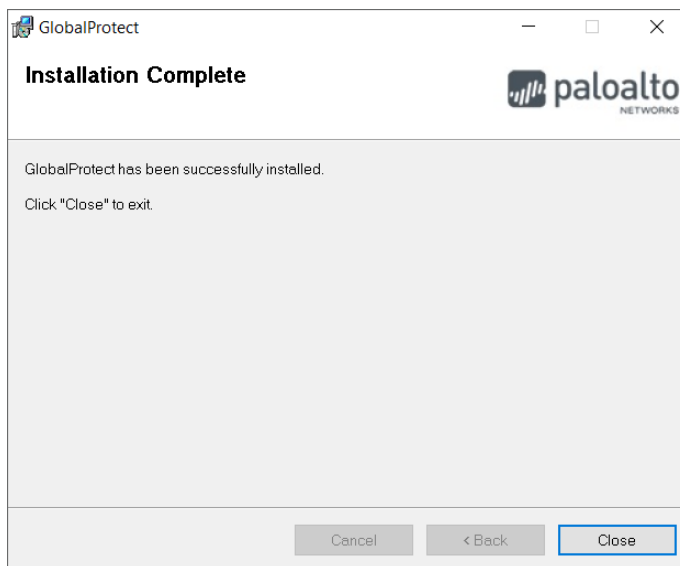 GlobalProtect
Installation Complete
paloalto
NETWORKS
GlobalProtect has been successfully installed.
Click "Close" to exit.
Cancel
< Back
Close